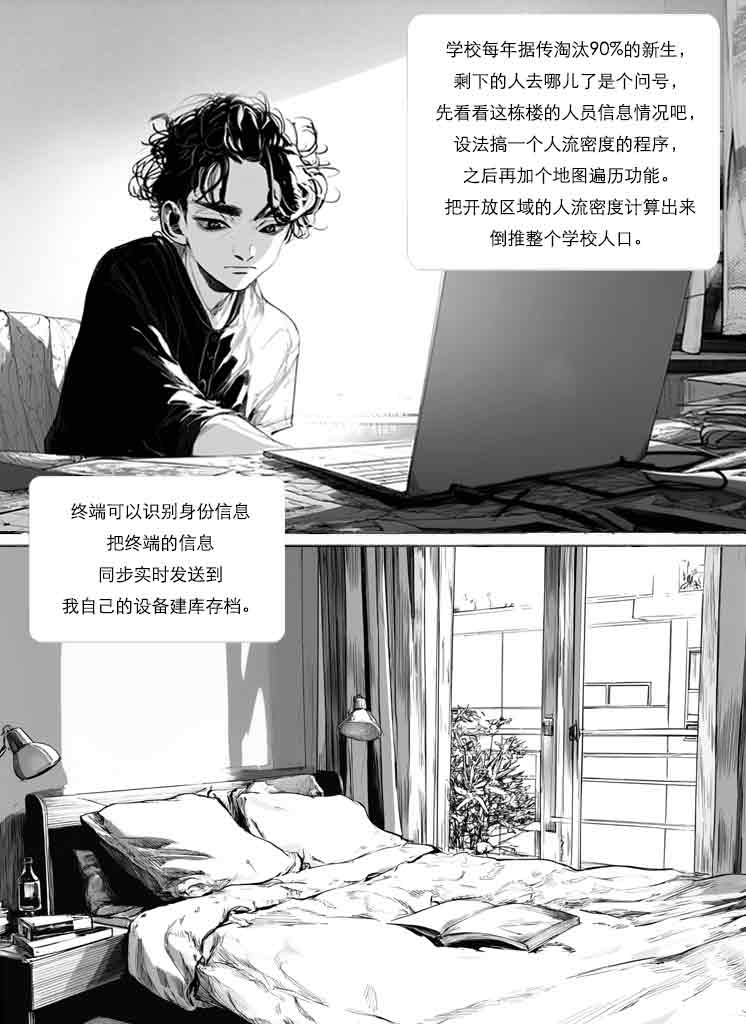 学校每年据传淘汰90%的新生，
剩下的人去哪儿了是个问号，
先看看这栋楼的人员信息情况吧，
设法搞一个人流密度的程序，
之后再加个地图遍历功能。
把开放区域的人流密度计算出来
倒推整个学校人口。
终端可以识别身份信息
把终端的信息
同步实时发送到
我自己的设备建库存档。